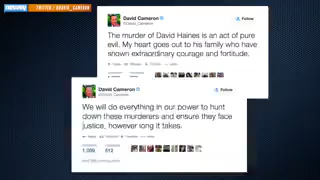 TWITTER / @DAVID_CAMERON
David Cameron
@David_Cameron
Follow
The murder of David Haines is an act of pure
evil. My heart goes out to his family who have
shown extraordinary courage and fortitude.
David Cameron
@David_Cameron
Follow
We will do everything in our power to hunt
down these murderers and ensure they face
justice, however long it takes.